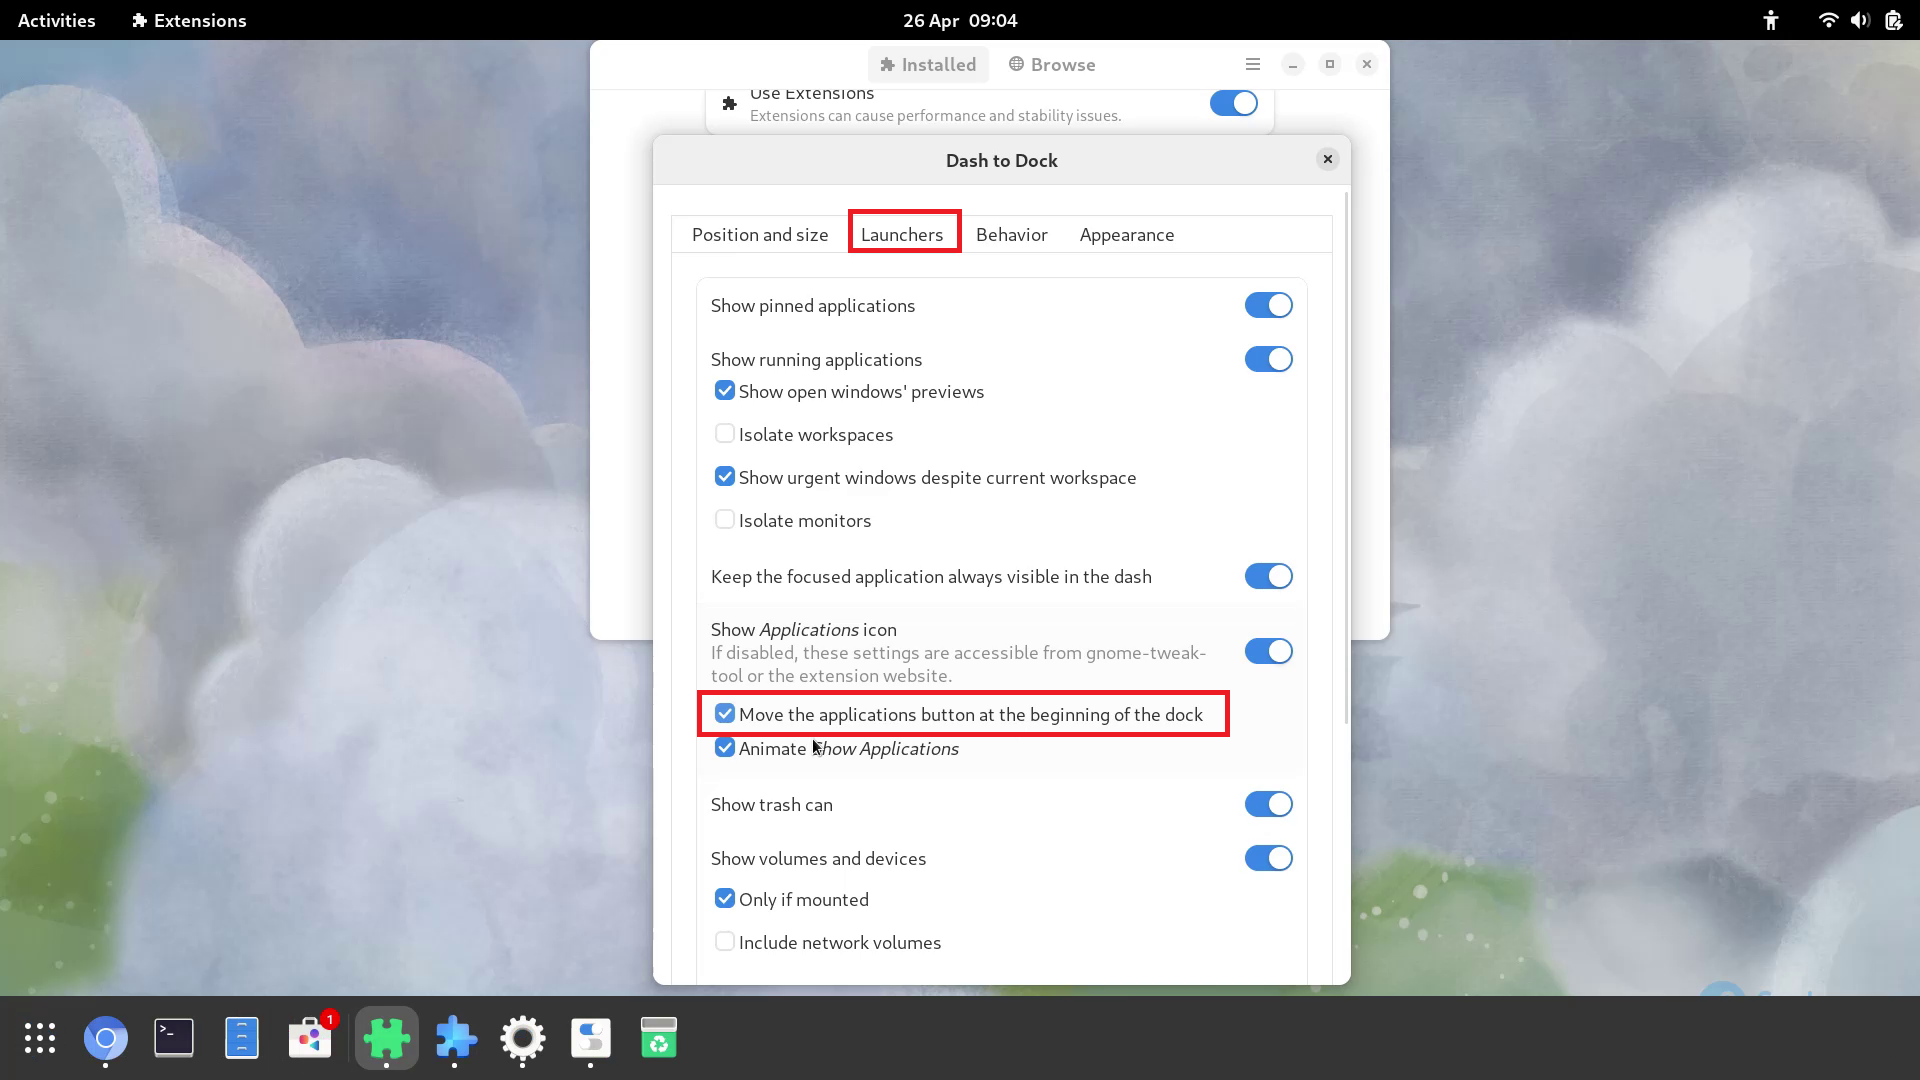 Activities
Extensions
26 Apr 09:04
Installed
Browse
Use Extensions
Extensions can cause performance and stability issues.
Dash to Dock
Position and size
Launchers
Behavior
Appearance
Show pinned applications
Show running applications
Show open windows' previews
Isolate workspaces
Show urgent windows despite current workspace
Isolate monitors
Keep the focused application always visible in the dash
Show Applications icon
If disabled, these settings are accessible from gnome-tweak-
tool or the extension website.
Move the applications button at the beginning of the dock
Animate Show Applications
Show trash can
Show volumes and devices
Only if mounted
Include network volumes
>_
1